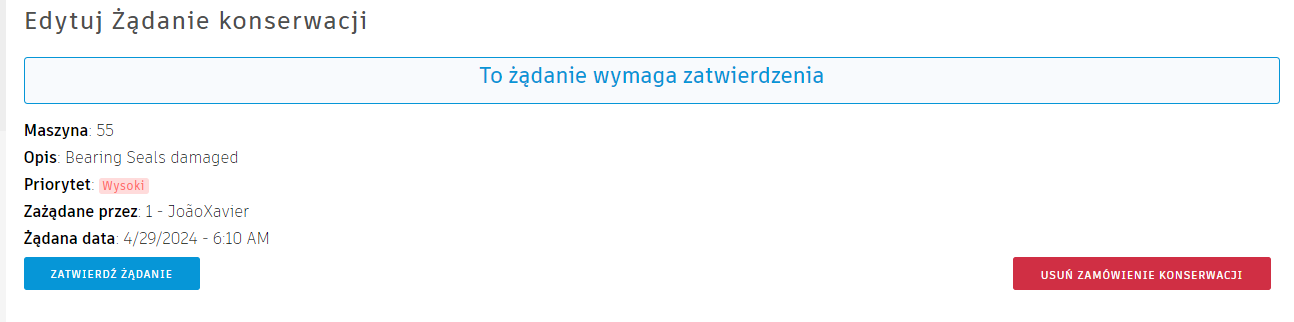 Edytuj Żądanie konserwacji
To żądanie wymaga zatwierdzenia
Maszyna: 55
Opis: Bearing Seals damaged
Priorytet: Wysoki
Zażądane przez: 1 - JoãoXavier
Żądana data: 4/29/2024 - 6:10 AM
ZATWIERDŹ ŻĄDANIE
USUŃ ZAMÓWIENIE KONSERWACJI